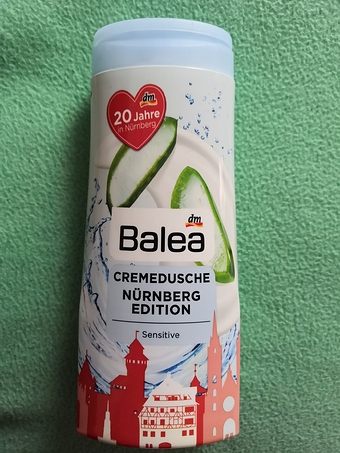 dm
20 Jahre
in Nürnberg
dm
Balea
CREMEDUSCHE
NÜRNBERG
EDITION
Sensitive